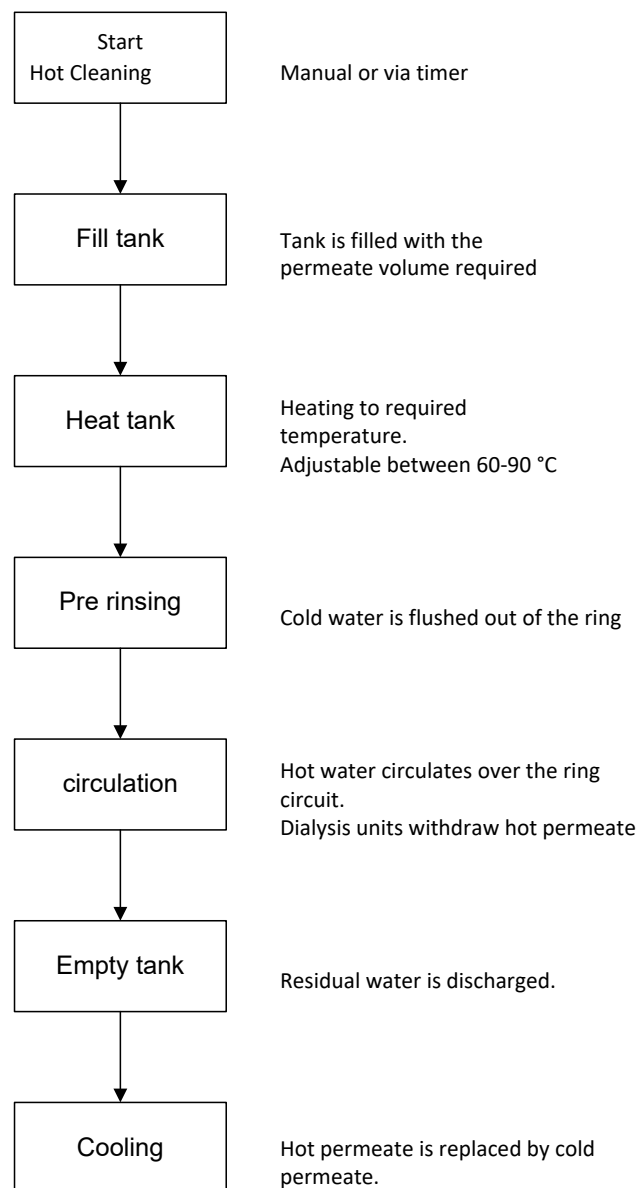 Start
Hot Cleaning
Manual or via timer
Fill tank
Tank is filled with the
permeate volume required
Heat tank
Heating to required
temperature.
Adjustable between 60-90 °C
Pre rinsing
Cold water is flushed out of the ring
circulation
Hot water circulates over the ring
circuit.
Dialysis units withdraw hot permeate
Empty tank
Residual water is discharged.
Cooling
Hot permeate is replaced by cold
permeate.